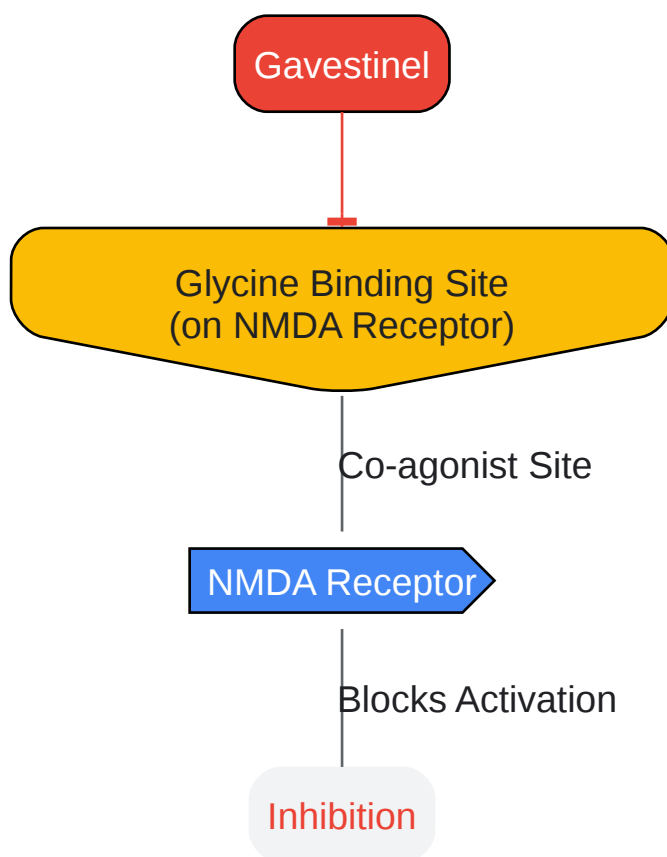 Gavestinel
Glycine Binding Site
(on NMDA Receptor)
Co-agonist Site
NMDA Receptor
Blocks Activation
Inhibition